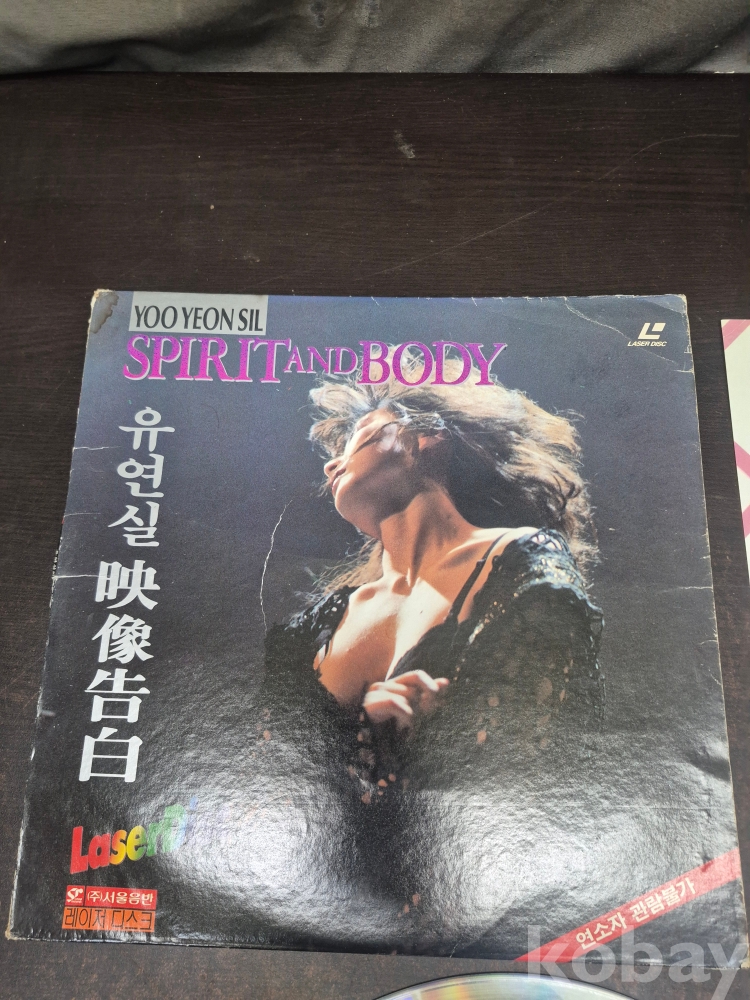 YOO YEON SIL
SPIRIT AND BODY
LASER DISC
유연실 映像告白
Laser
(주)서울음반
레이저 디스크
연소자 관람불가
kobay